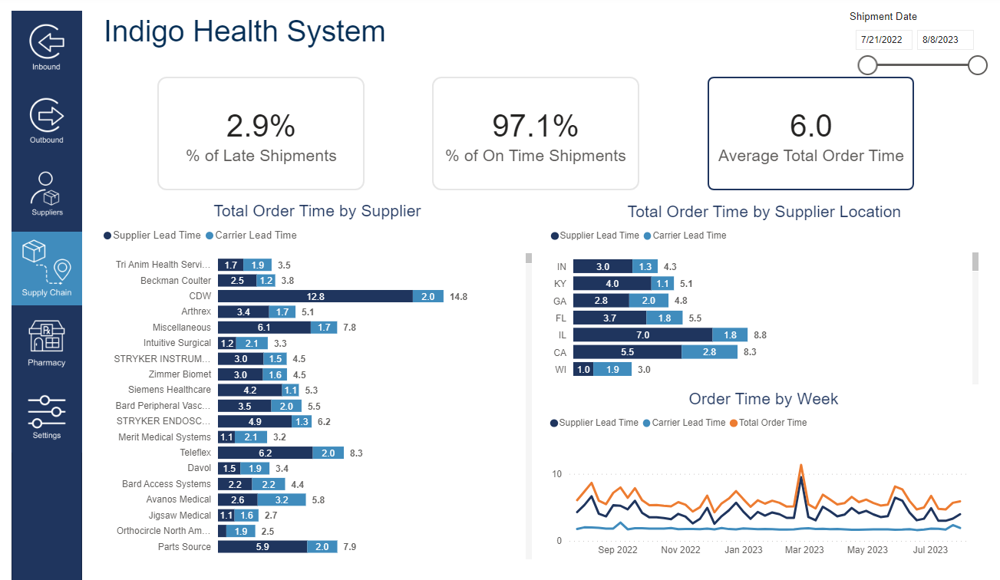 Indigo Health System
Shipment Date
7/21/2022 8/8/2023
Inbound
Outbound
Suppliers
Supply Chain
Rx
Pharmacy
Settings
2.9%
% of Late Shipments
97.1%
% of On Time Shipments
6.0
Average Total Order Time
Total Order Time by Supplier
Supplier Lead Time Carrier Lead Time
Tri Anim Health Servi... 1.7 1.9 3.5
Beckman Coulter 2.5 1.2 3.8
CDW 12.8 2.0 14.8
Arthrex 3.4 1.7 5.1
Miscellaneous 6.1 1.7 7.8
Intuitive Surgical 1.2 2.1 3.3
STRYKER INSTRUM... 3.0 1.5 4.5
Zimmer Biomet 3.0 1.6 4.5
Siemens Healthcare 4.2 1.1 5.3
Bard Peripheral Vasc... 3.5 2.0 5.5
STRYKER ENDOSC... 4.9 1.3 6.2
Merit Medical Systems 1.1 2.1 3.2
Teleflex 6.2 2.0 8.3
Davol 1.5 1.9 3.4
Bard Access Systems 2.2 2.2 4.4
Avanos Medical 2.6 3.2 5.8
Jigsaw Medical 1.1 1.6 2.7
Orthocircle North Am... 1.9 2.5
Parts Source 5.9 2.0 7.9
Total Order Time by Supplier Location
Supplier Lead Time Carrier Lead Time
IN 3.0 1.3 4.3
KY 4.0 1.1 5.1
GA 2.8 2.0 4.8
FL 3.7 1.8 5.5
IL 7.0 1.8 8.8
CA 5.5 2.8 8.3
WI 1.0 1.9 3.0
Order Time by Week
Supplier Lead Time Carrier Lead Time Total Order Time
10
0
Sep 2022 Nov 2022 Jan 2023 Mar 2023 May 2023 Jul 2023